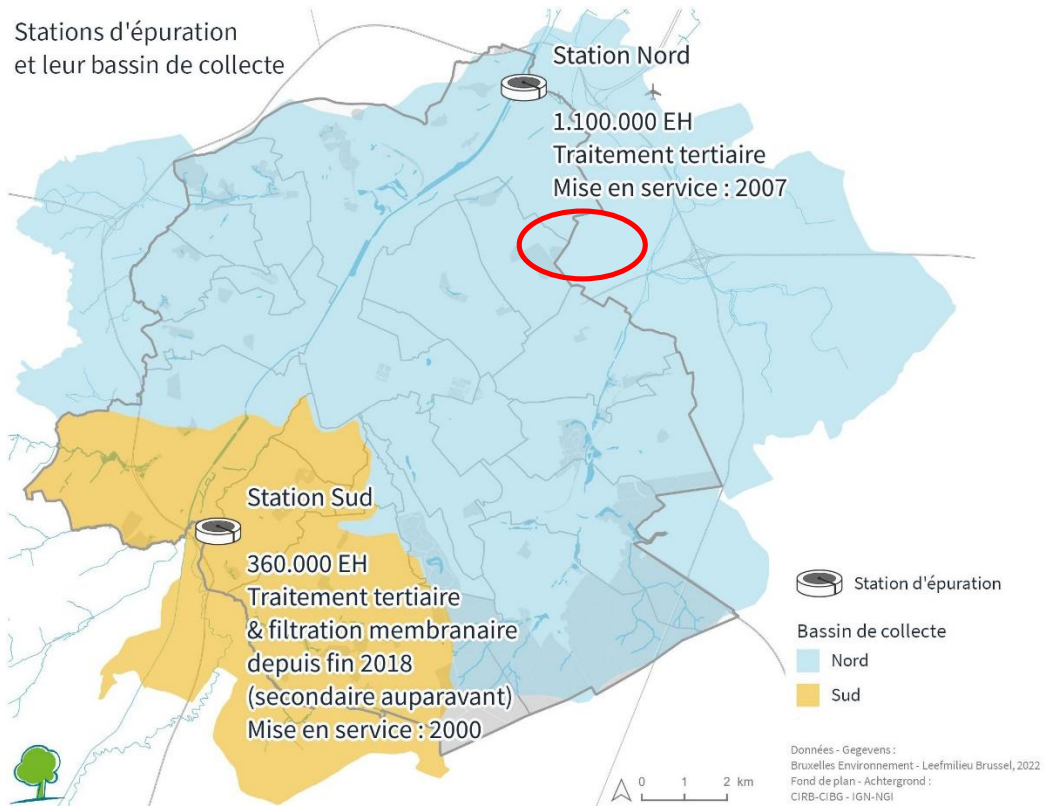 Stations d'épuration
et leur bassin de collecte
Station Nord
1.100.000 EH
Traitement tertiaire
Mise en service : 2007
Station Sud
360.000 EH
Traitement tertiaire
& filtration membranaire
depuis fin 2018
(secondaire auparavant)
Mise en service : 2000
Station d'épuration
Bassin de collecte
Nord
Sud
Données - Gegevens :
Bruxelles Environnement - Leefmilieu Brussel, 2022
Fond de plan - Achtergrond :
CIRB-CIBG - IGN-NGI
0 1 2 km